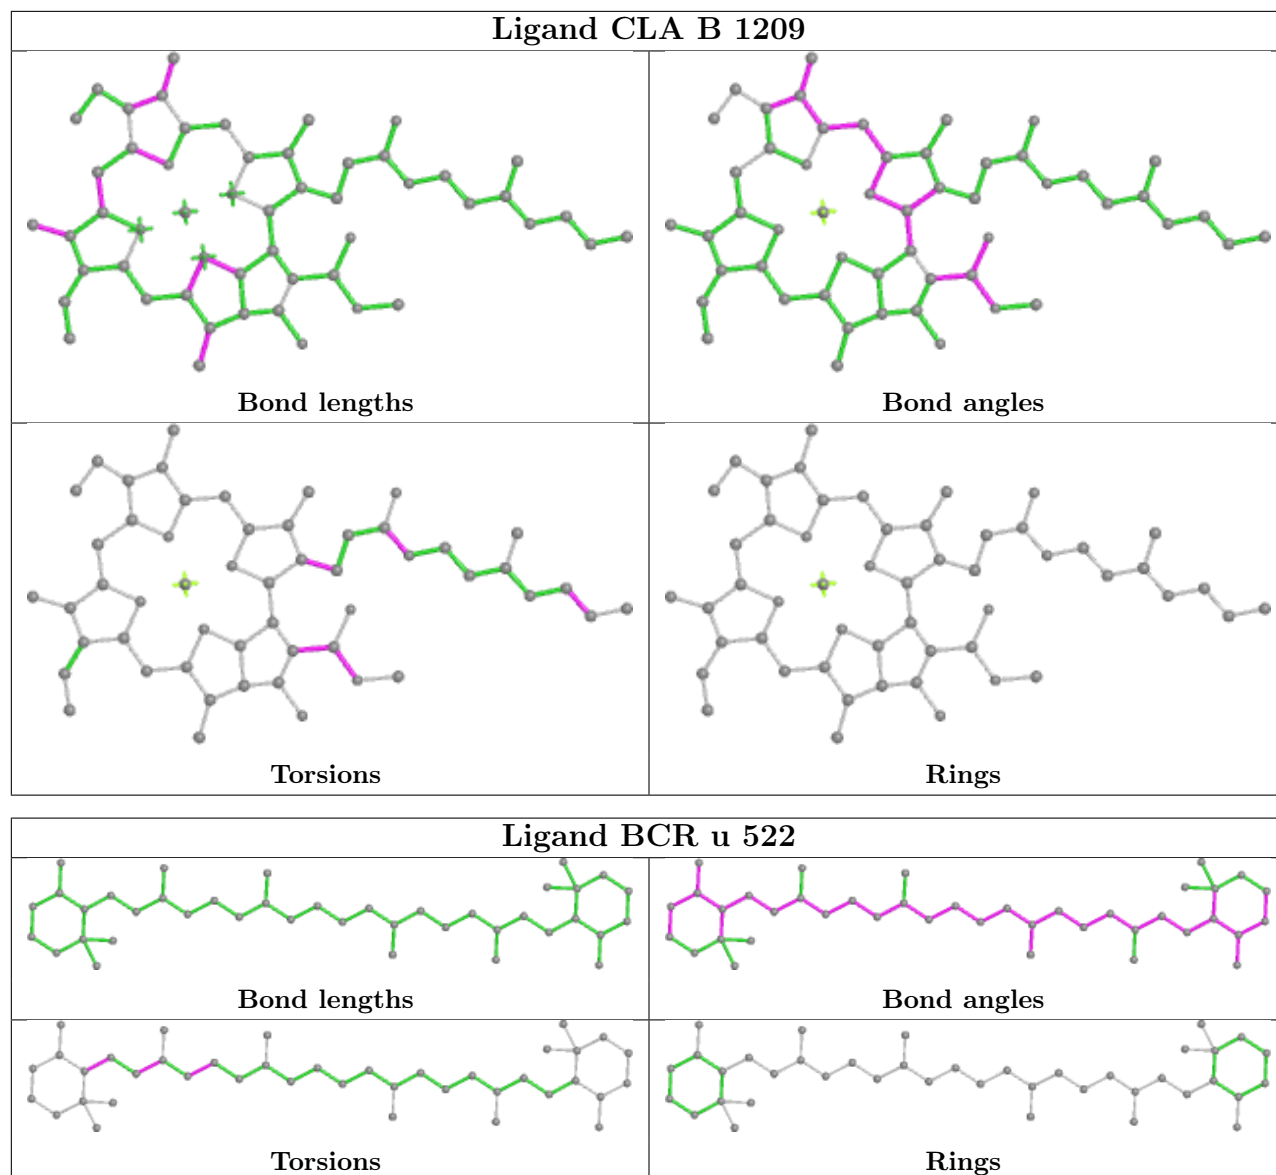 Ligand CLA B 1209
Bond lengths
Bond angles
Torsions
Rings
Ligand BCR u 522
Bond lengths
Bond angles
Torsions
Rings